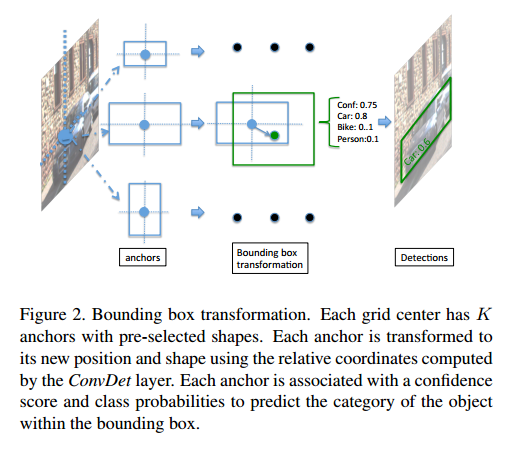 Conf: 0.75
Car: 0.8
Bike: 0..1
Person:0.1
Car: 0.6
anchors
Bounding box
transformation
Detections
Figure 2. Bounding box transformation. Each grid center has K
anchors with pre-selected shapes. Each anchor is transformed to
its new position and shape using the relative coordinates computed
by the ConvDet layer. Each anchor is associated with a confidence
score and class probabilities to predict the category of the object
within the bounding box.